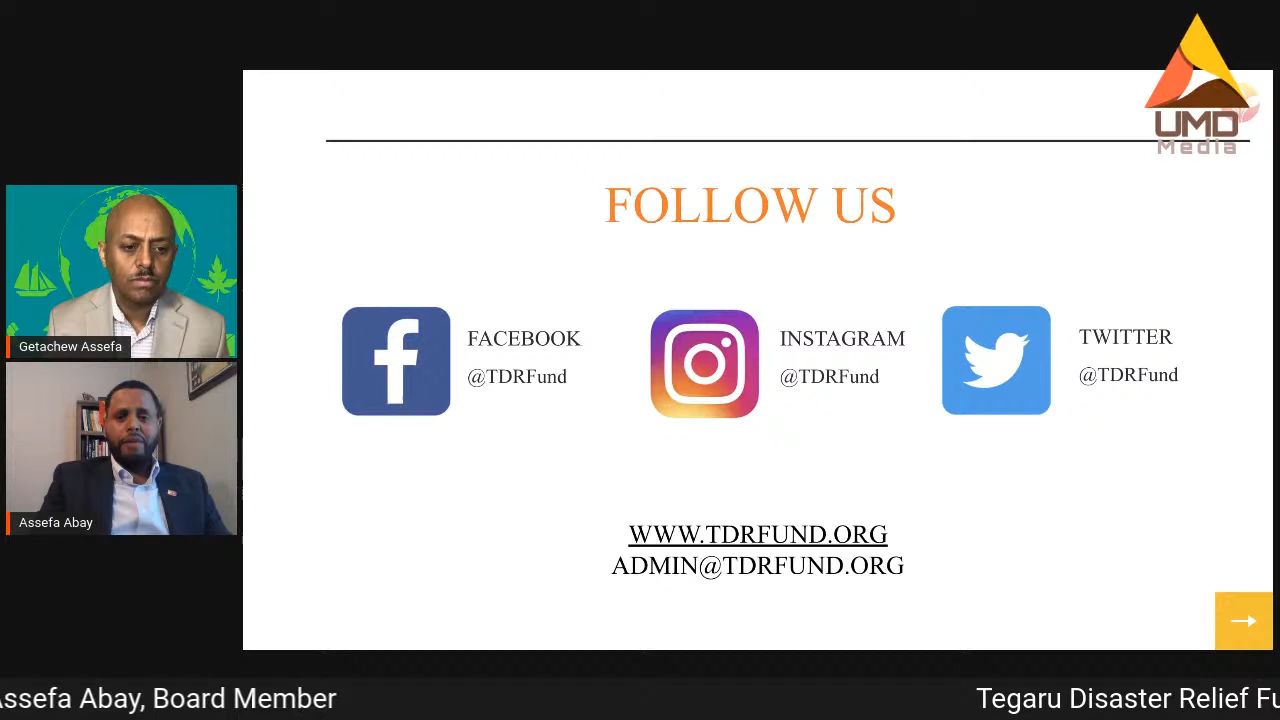 UMD
Media
FOLLOW US
FACEBOOK
@TDRFund
INSTAGRAM
@TDRFund
TWITTER
@TDRFund
WWW.TDRFUND.ORG
ADMIN@TDRFUND.ORG
Getachew Assefa
Assefa Abay
Assefa Abay, Board Member
Tegaru Disaster Relief Fu